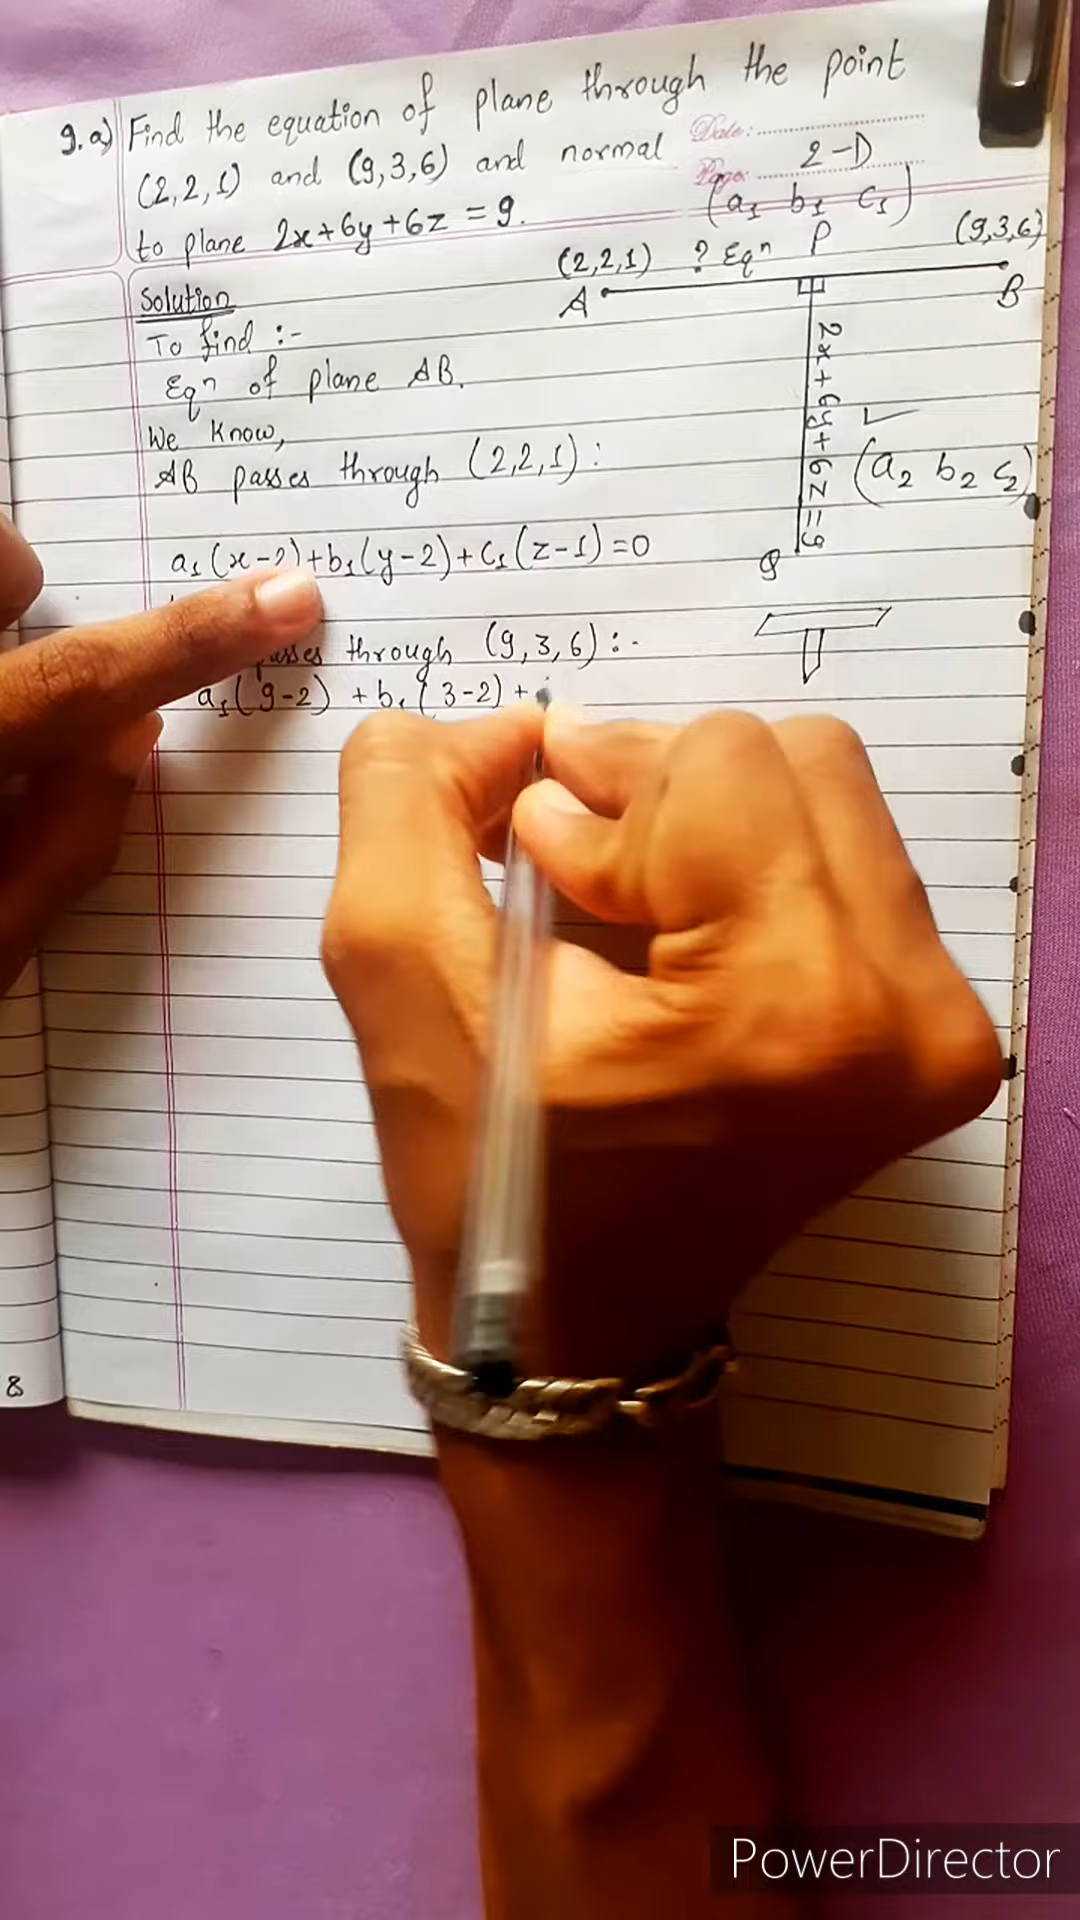 9.a) Find the equation of plane through the point
(2,2,1) and (9,3,6) and normal
to plane 2x+6y+6z=9.
Date:
Page:
2-D
(a₁ b₁ c₁)
Solution
To find :-
Eqⁿ of plane AB.
We Know,
AB passes through (2,2,1):
a₁(x-2)+b₁(y-2)+c₁(z-1)=0
passes through (9,3,6):-
a₁(9-2) +b₁(3-2)+
(2,2,1) ? Eqⁿ P (9,3,6)
A B
2x+6y+6z=9
(a₂ b₂ c₂)
Q
8
PowerDirector